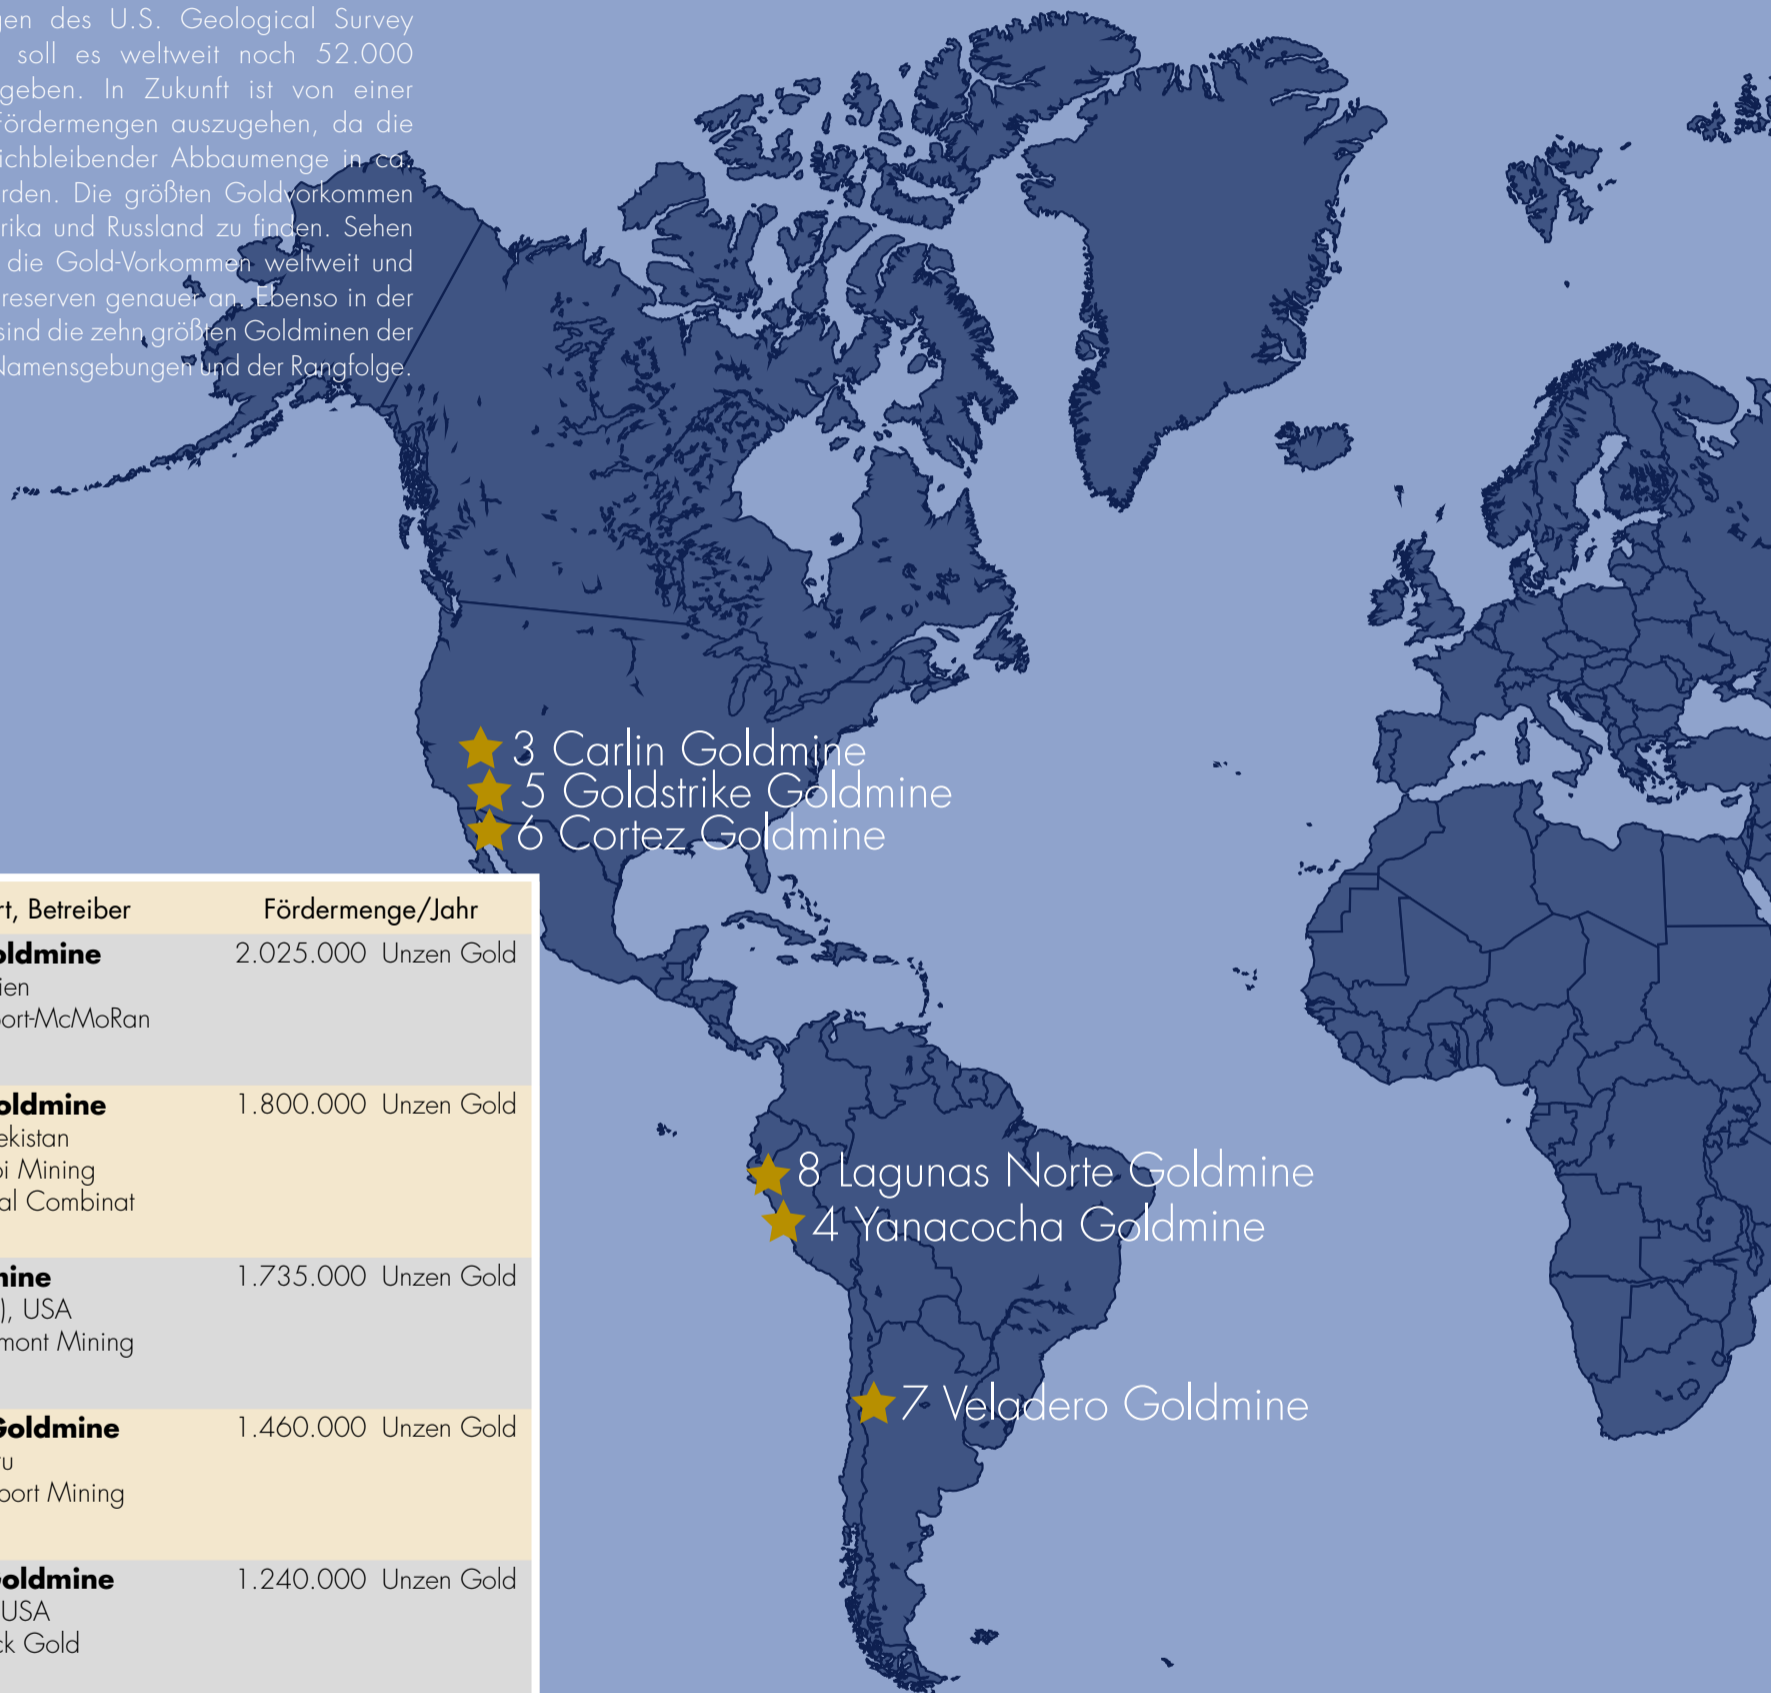 gen des U.S. Geological Survey
soll es weltweit noch 52.000
geben. In Zukunft ist von einer
Fördermengen auszugehen, da die
ichbleibender Abbaumenge in ca.
rden. Die größten Goldvorkommen
rika und Russland zu finden. Sehen
die Gold-Vorkommen weltweit und
reserven genauer an. Ebenso in der
sind die zehn größten Goldminen der
Namensgebungen und der Rangfolge.
3 Carlin Goldmine
5 Goldstrike Goldmine
6 Cortez Goldmine
rt, Betreiber Fördermenge/Jahr
oldmine 2.025.000 Unzen Gold
ien
ort-McMoRan
oldmine 1.800.000 Unzen Gold
ekistan
oi Mining
al Combinat
nine 1.735.000 Unzen Gold
), USA
mont Mining
Goldmine 1.460.000 Unzen Gold
ru
port Mining
Goldmine 1.240.000 Unzen Gold
USA
ck Gold
8 Lagunas Norte Goldmine
4 Yanacocha Goldmine
7 Veladero Goldmine